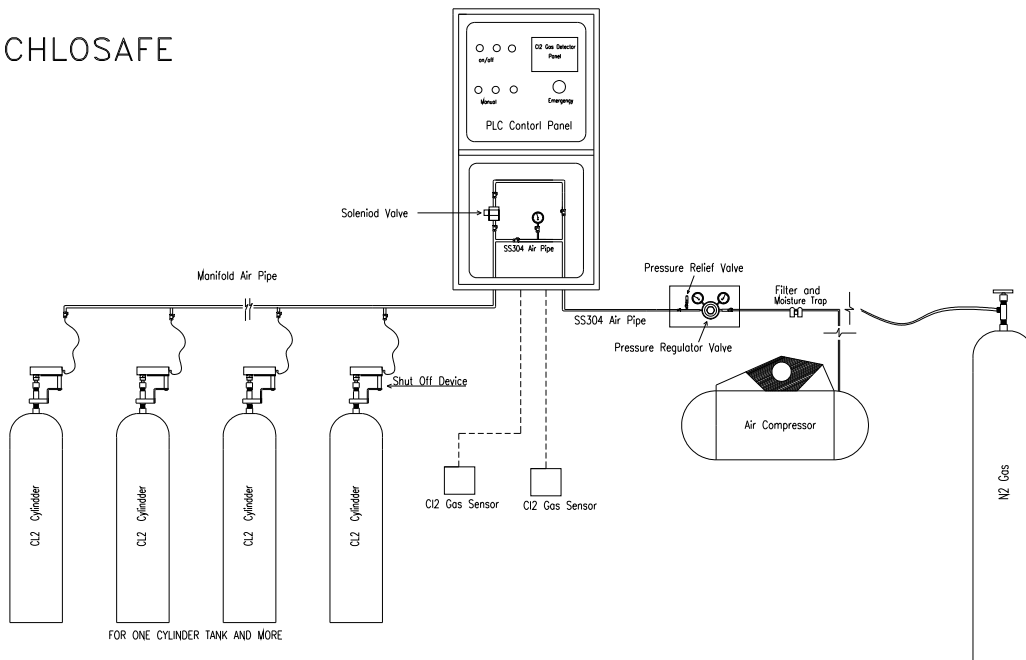 CHLOSAFE
on/off
Cl2 Gas Detector
Panel
Manual
Emergengy
PLC Contorl Panel
Soleniod Valve
SS304 Air Pipe
Manifold Air Pipe
Pressure Relief Valve
Filter and
Moisture Trap
SS304 Air Pipe
Pressure Regulator Valve
Shut Off Device
Air Compressor
Cl2 Gas Sensor
Cl2 Gas Sensor
CL2 Cylindder
CL2 Cylindder
CL2 Cylindder
CL2 Cylindder
N2 Gas
FOR ONE CYLINDER TANK AND MORE